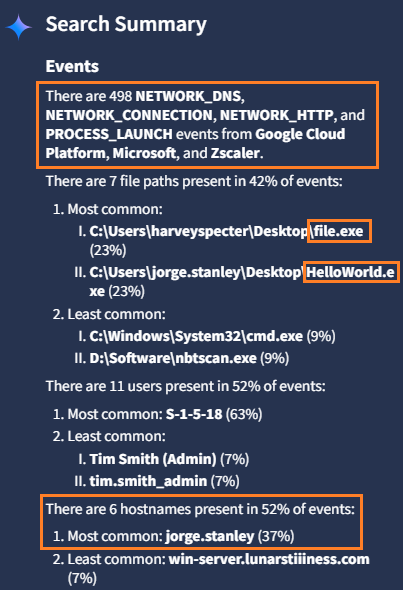 Search Summary
Events
There are 498 NETWORK_DNS,
NETWORK_CONNECTION, NETWORK_HTTP, and
PROCESS_LAUNCH events from Google Cloud
Platform, Microsoft, and Zscaler.
There are 7 file paths present in 42% of events:
1. Most common:
I. C:\Users\harveyspecter\Desktop\file.exe
(23%)
II. C:\Users\jorge.stanley\Desktop\HelloWorld.e
xe (23%)
2. Least common:
I. C:\Windows\System32\cmd.exe (9%)
II. D:\Software\nbtscan.exe (9%)
There are 11 users present in 52% of events:
1. Most common: S-1-5-18 (63%)
2. Least common:
I. Tim Smith (Admin) (7%)
II. tim.smith_admin (7%)
There are 6 hostnames present in 52% of events:
1. Most common: jorge.stanley (37%)
2. Least common: win-server.lunarstiiiness.com
(7%)